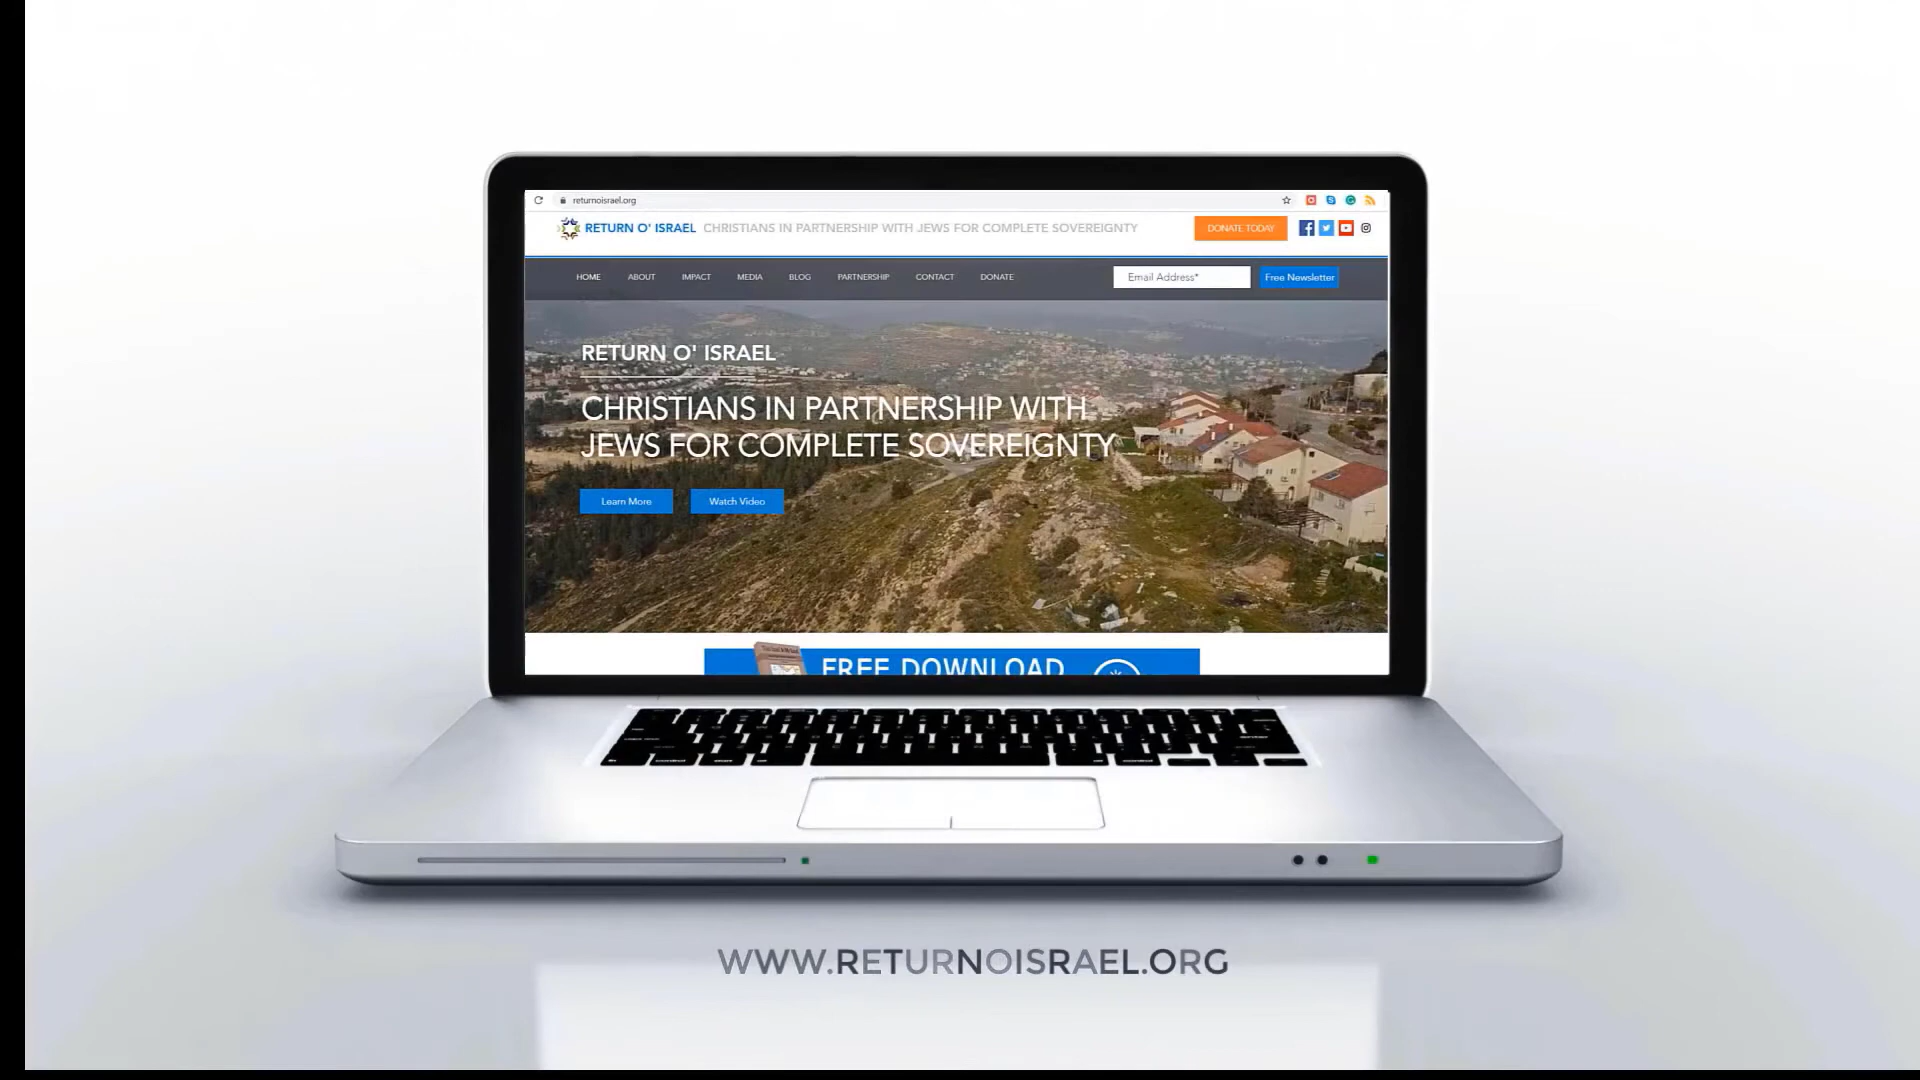 returnoisrael.org
RETURN O' ISRAEL CHRISTIANS IN PARTNERSHIP WITH JEWS FOR COMPLETE SOVEREIGNTY
DONATE TODAY
HOME ABOUT IMPACT MEDIA BLOG PARTNERSHIP CONTACT DONATE
Email Address*
Free Newsletter
RETURN O' ISRAEL
CHRISTIANS IN PARTNERSHIP WITH
JEWS FOR COMPLETE SOVEREIGNTY
Learn More
Watch Video
FREE DOWNLOAD
WWW.RETURNOISRAEL.ORG